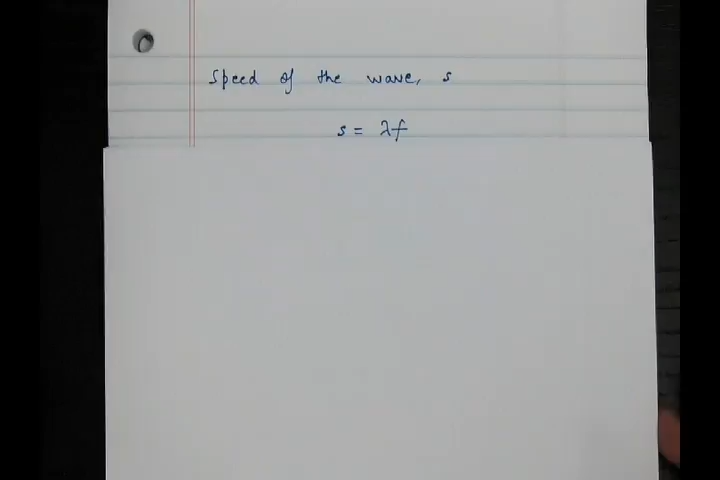 Speed of the wave, s
s = λf